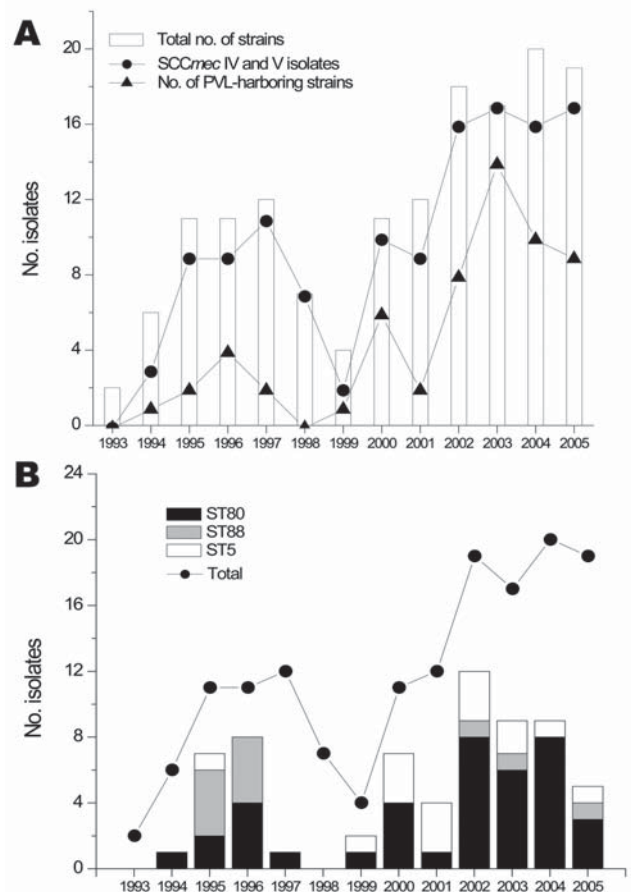 A
Total no. of strains
SCCmec IV and V isolates
No. of PVL-harboring strains
No. isolates
20
16
12
8
4
0
1993 1994 1995 1996 1997 1998 1999 2000 2001 2002 2003 2004 2005
B
ST80
ST88
ST5
Total
No. isolates
24
20
16
12
8
4
0
1993 1994 1995 1996 1997 1998 1999 2000 2001 2002 2003 2004 2005